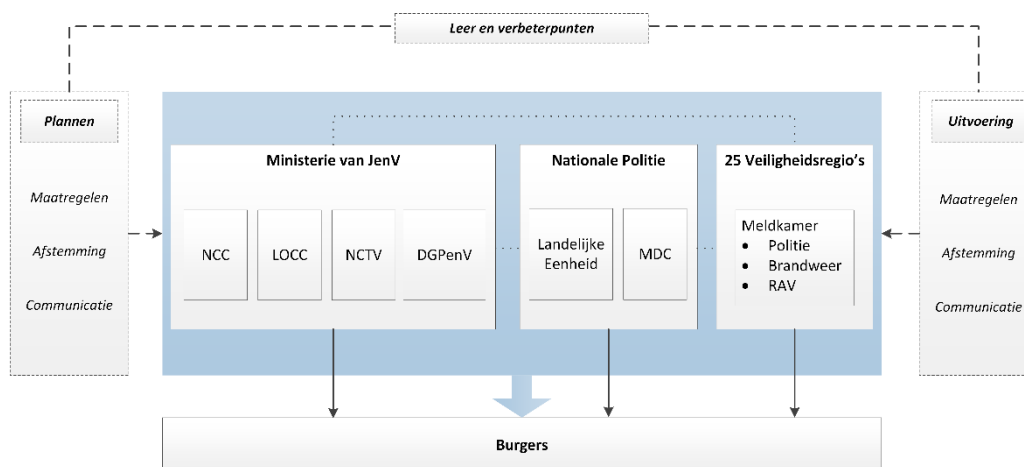 Leer en verbeterpunten
Plannen
Maatregelen
Afstemming
Communicatie
Ministerie van JenV
NCC
LOCC
NCTV
DGPenV
Nationale Politie
Landelijke
Eenheid
MDC
25 Veiligheidsregio's
Meldkamer
• Politie
• Brandweer
• RAV
Uitvoering
Maatregelen
Afstemming
Communicatie
Burgers